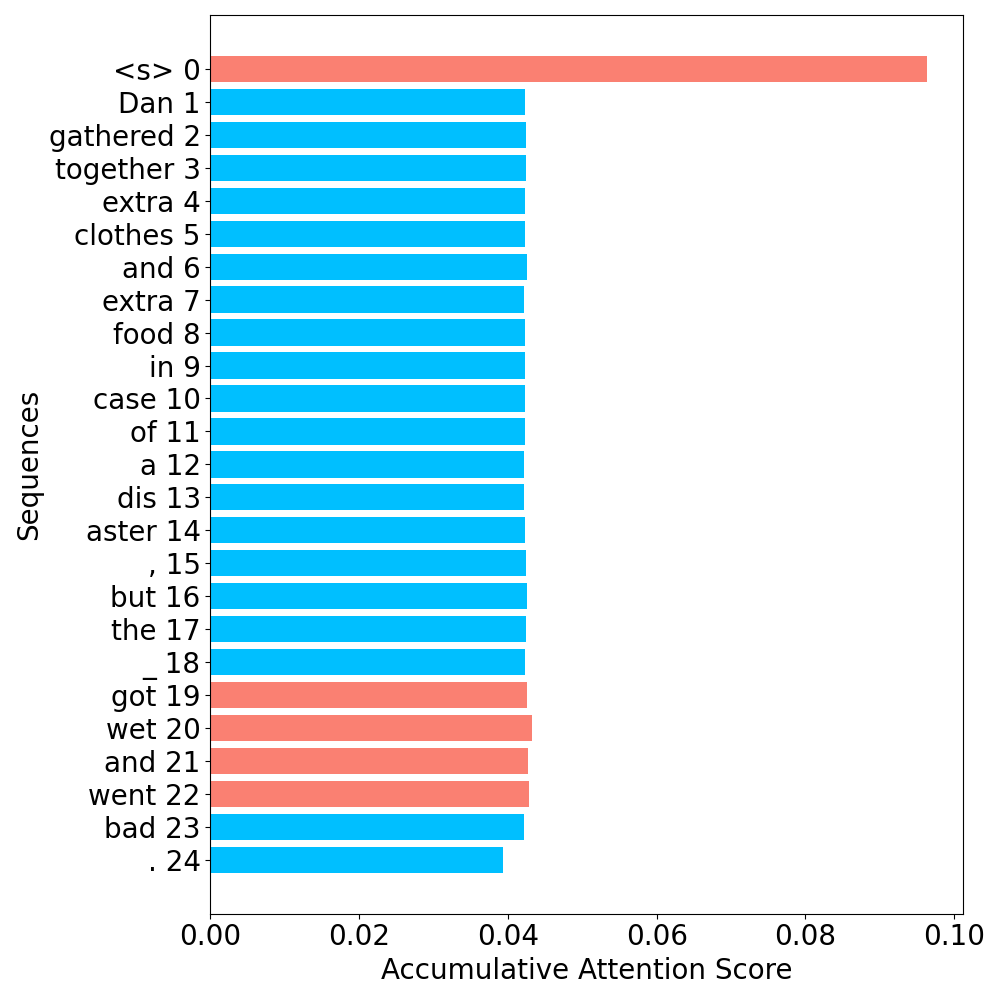 <s> 0
Dan 1
gathered 2
together 3
extra 4
clothes 5
and 6
extra 7
food 8
in 9
case 10
of 11
a 12
dis 13
aster 14
, 15
but 16
the 17
_ 18
got 19
wet 20
and 21
went 22
bad 23
. 24
Sequences
0.00 0.02 0.04 0.06 0.08 0.10
Accumulative Attention Score